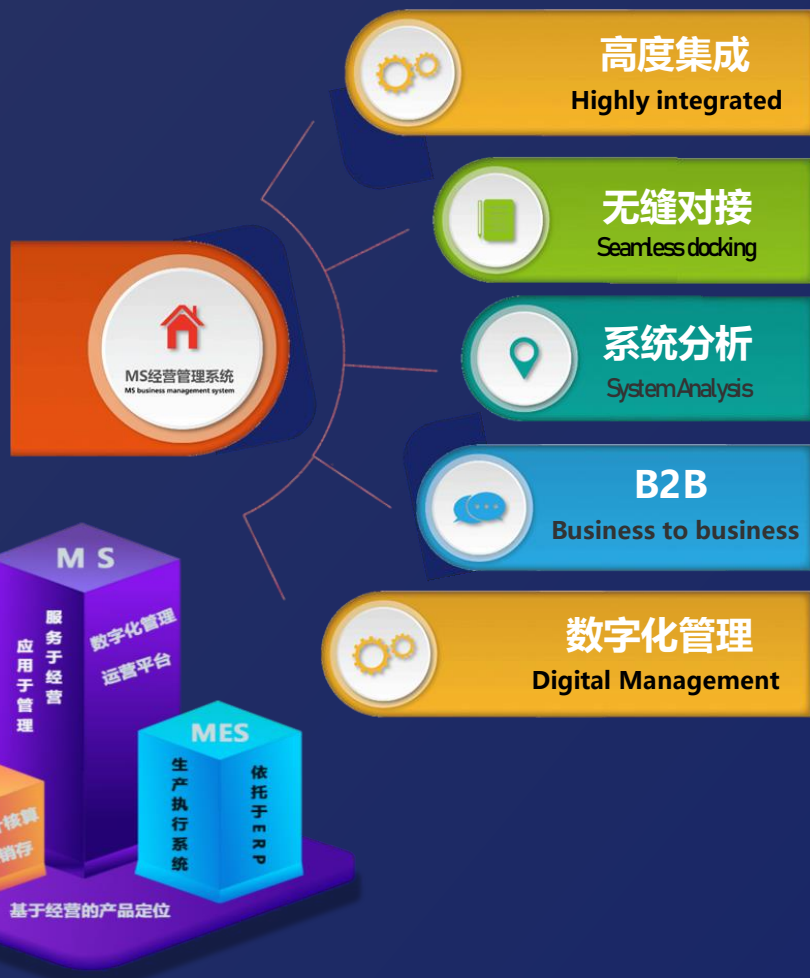 高度集成
Highly integrated
无缝对接
Seamless docking
MS经营管理系统
MS business management system
系统分析
System Analysis
B2B
Business to business
数字化管理
Digital Management
M S
服务于经营
应用于管理
数字化管理
运营平台
MES
生产执行系统
依托于ERP
核算
销存
基于经营的产品定位